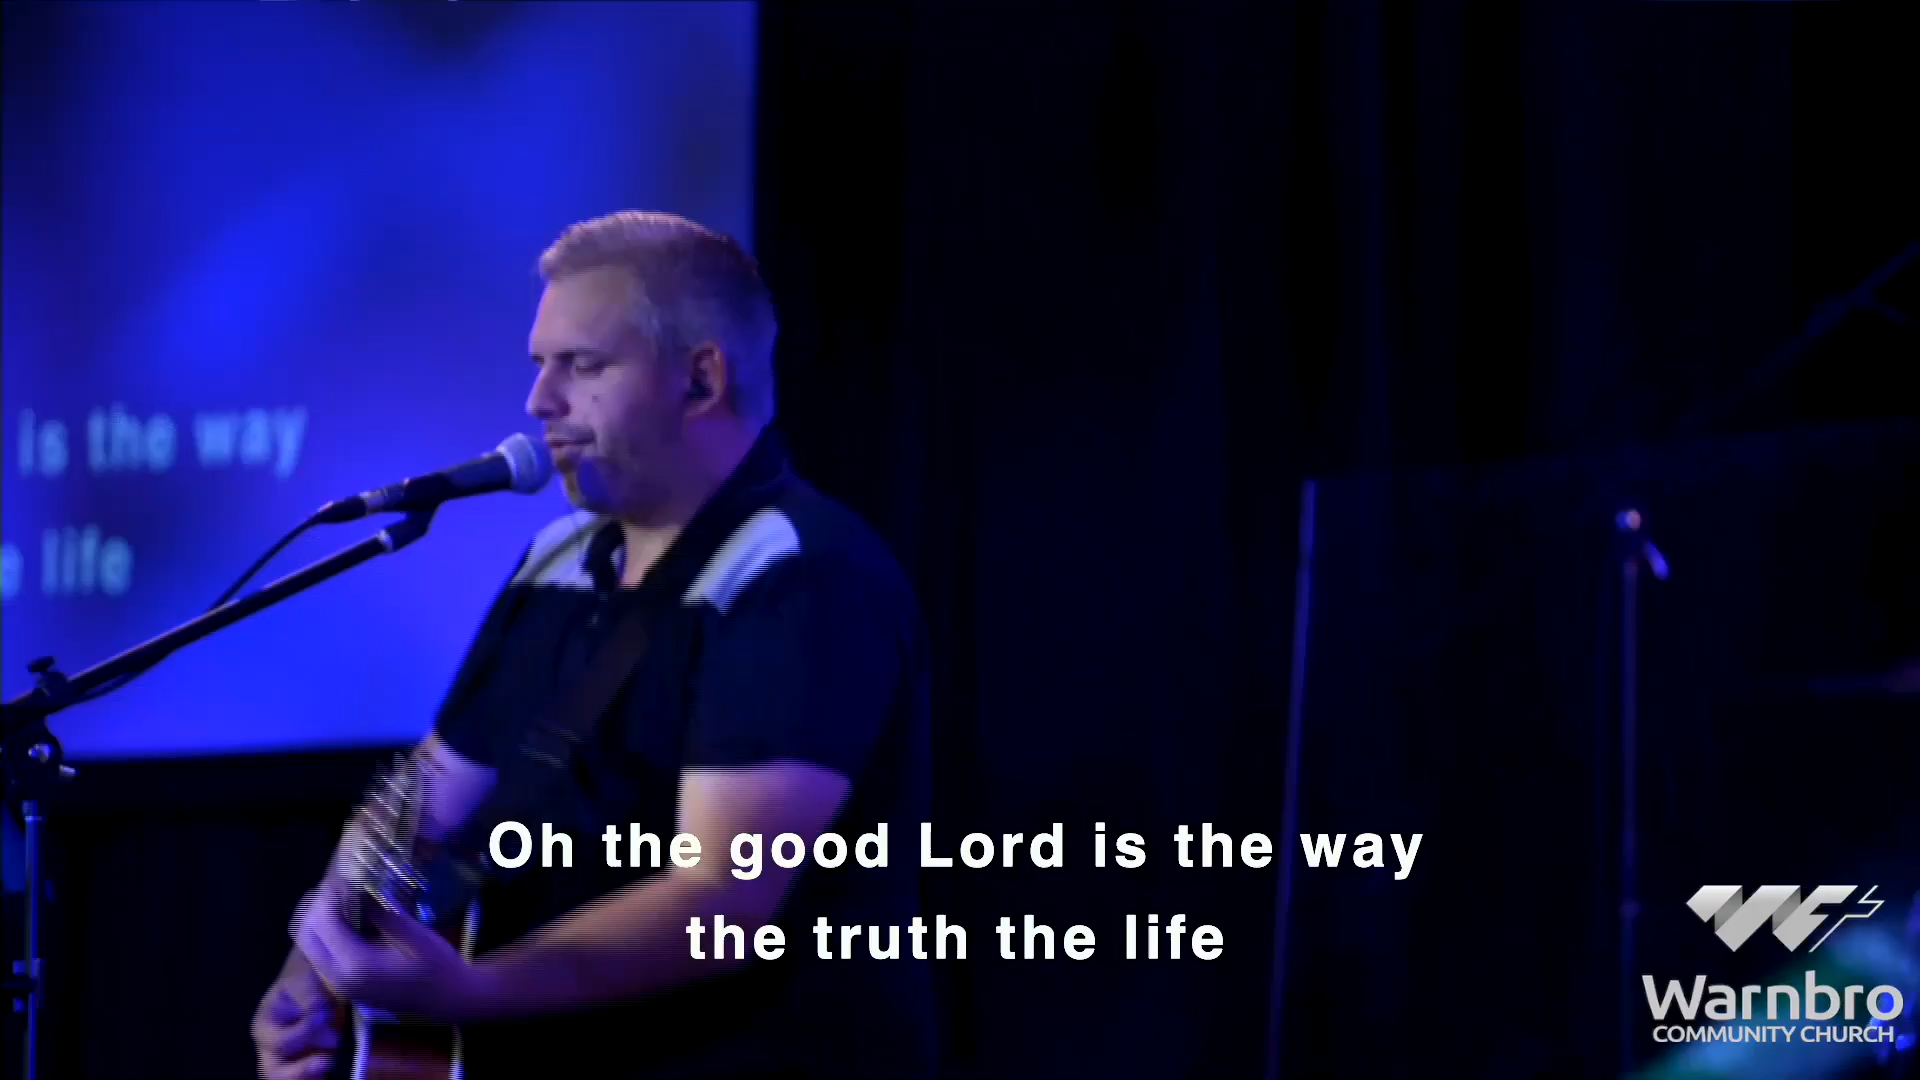 is the way
life
Oh the good Lord is the way
the truth the life
Warnbro
COMMUNITY CHURCH